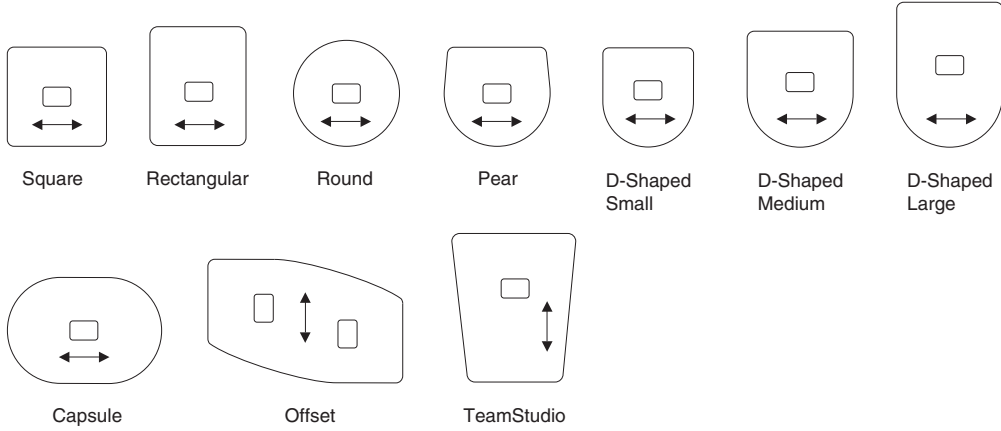 Square
Rectangular
Round
Pear
D-Shaped
Small
D-Shaped
Medium
D-Shaped
Large
Capsule
Offset
TeamStudio